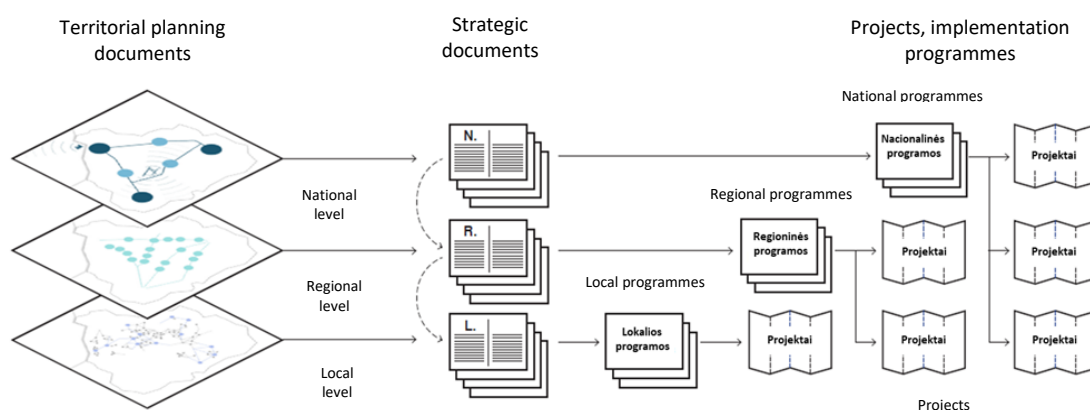 Territorial planning
documents
Strategic
documents
Projects, implementation
programmes
National programmes
N.
Nacionalinės
programos
Projektai
National
level
Regional programmes
R.
Regioninės
programos
Projektai
Projektai
Regional
level
Local programmes
L.
Lokalios
programos
Projektai
Projektai
Projektai
Local
level
Projects